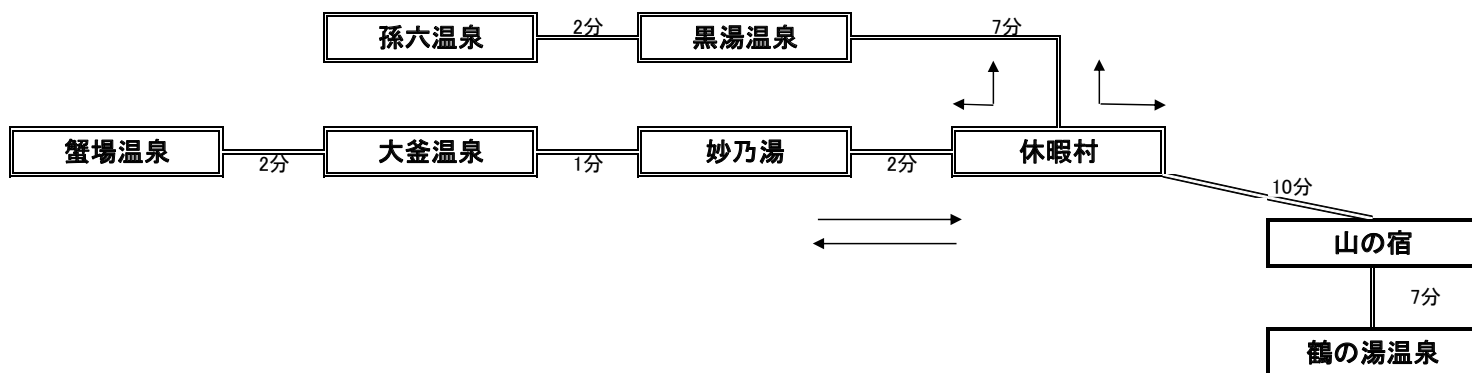 孫六温泉
2分
黒湯温泉
7分
蟹場温泉
2分
大釜温泉
1分
妙乃湯
2分
休暇村
10分
山の宿
7分
鶴の湯温泉